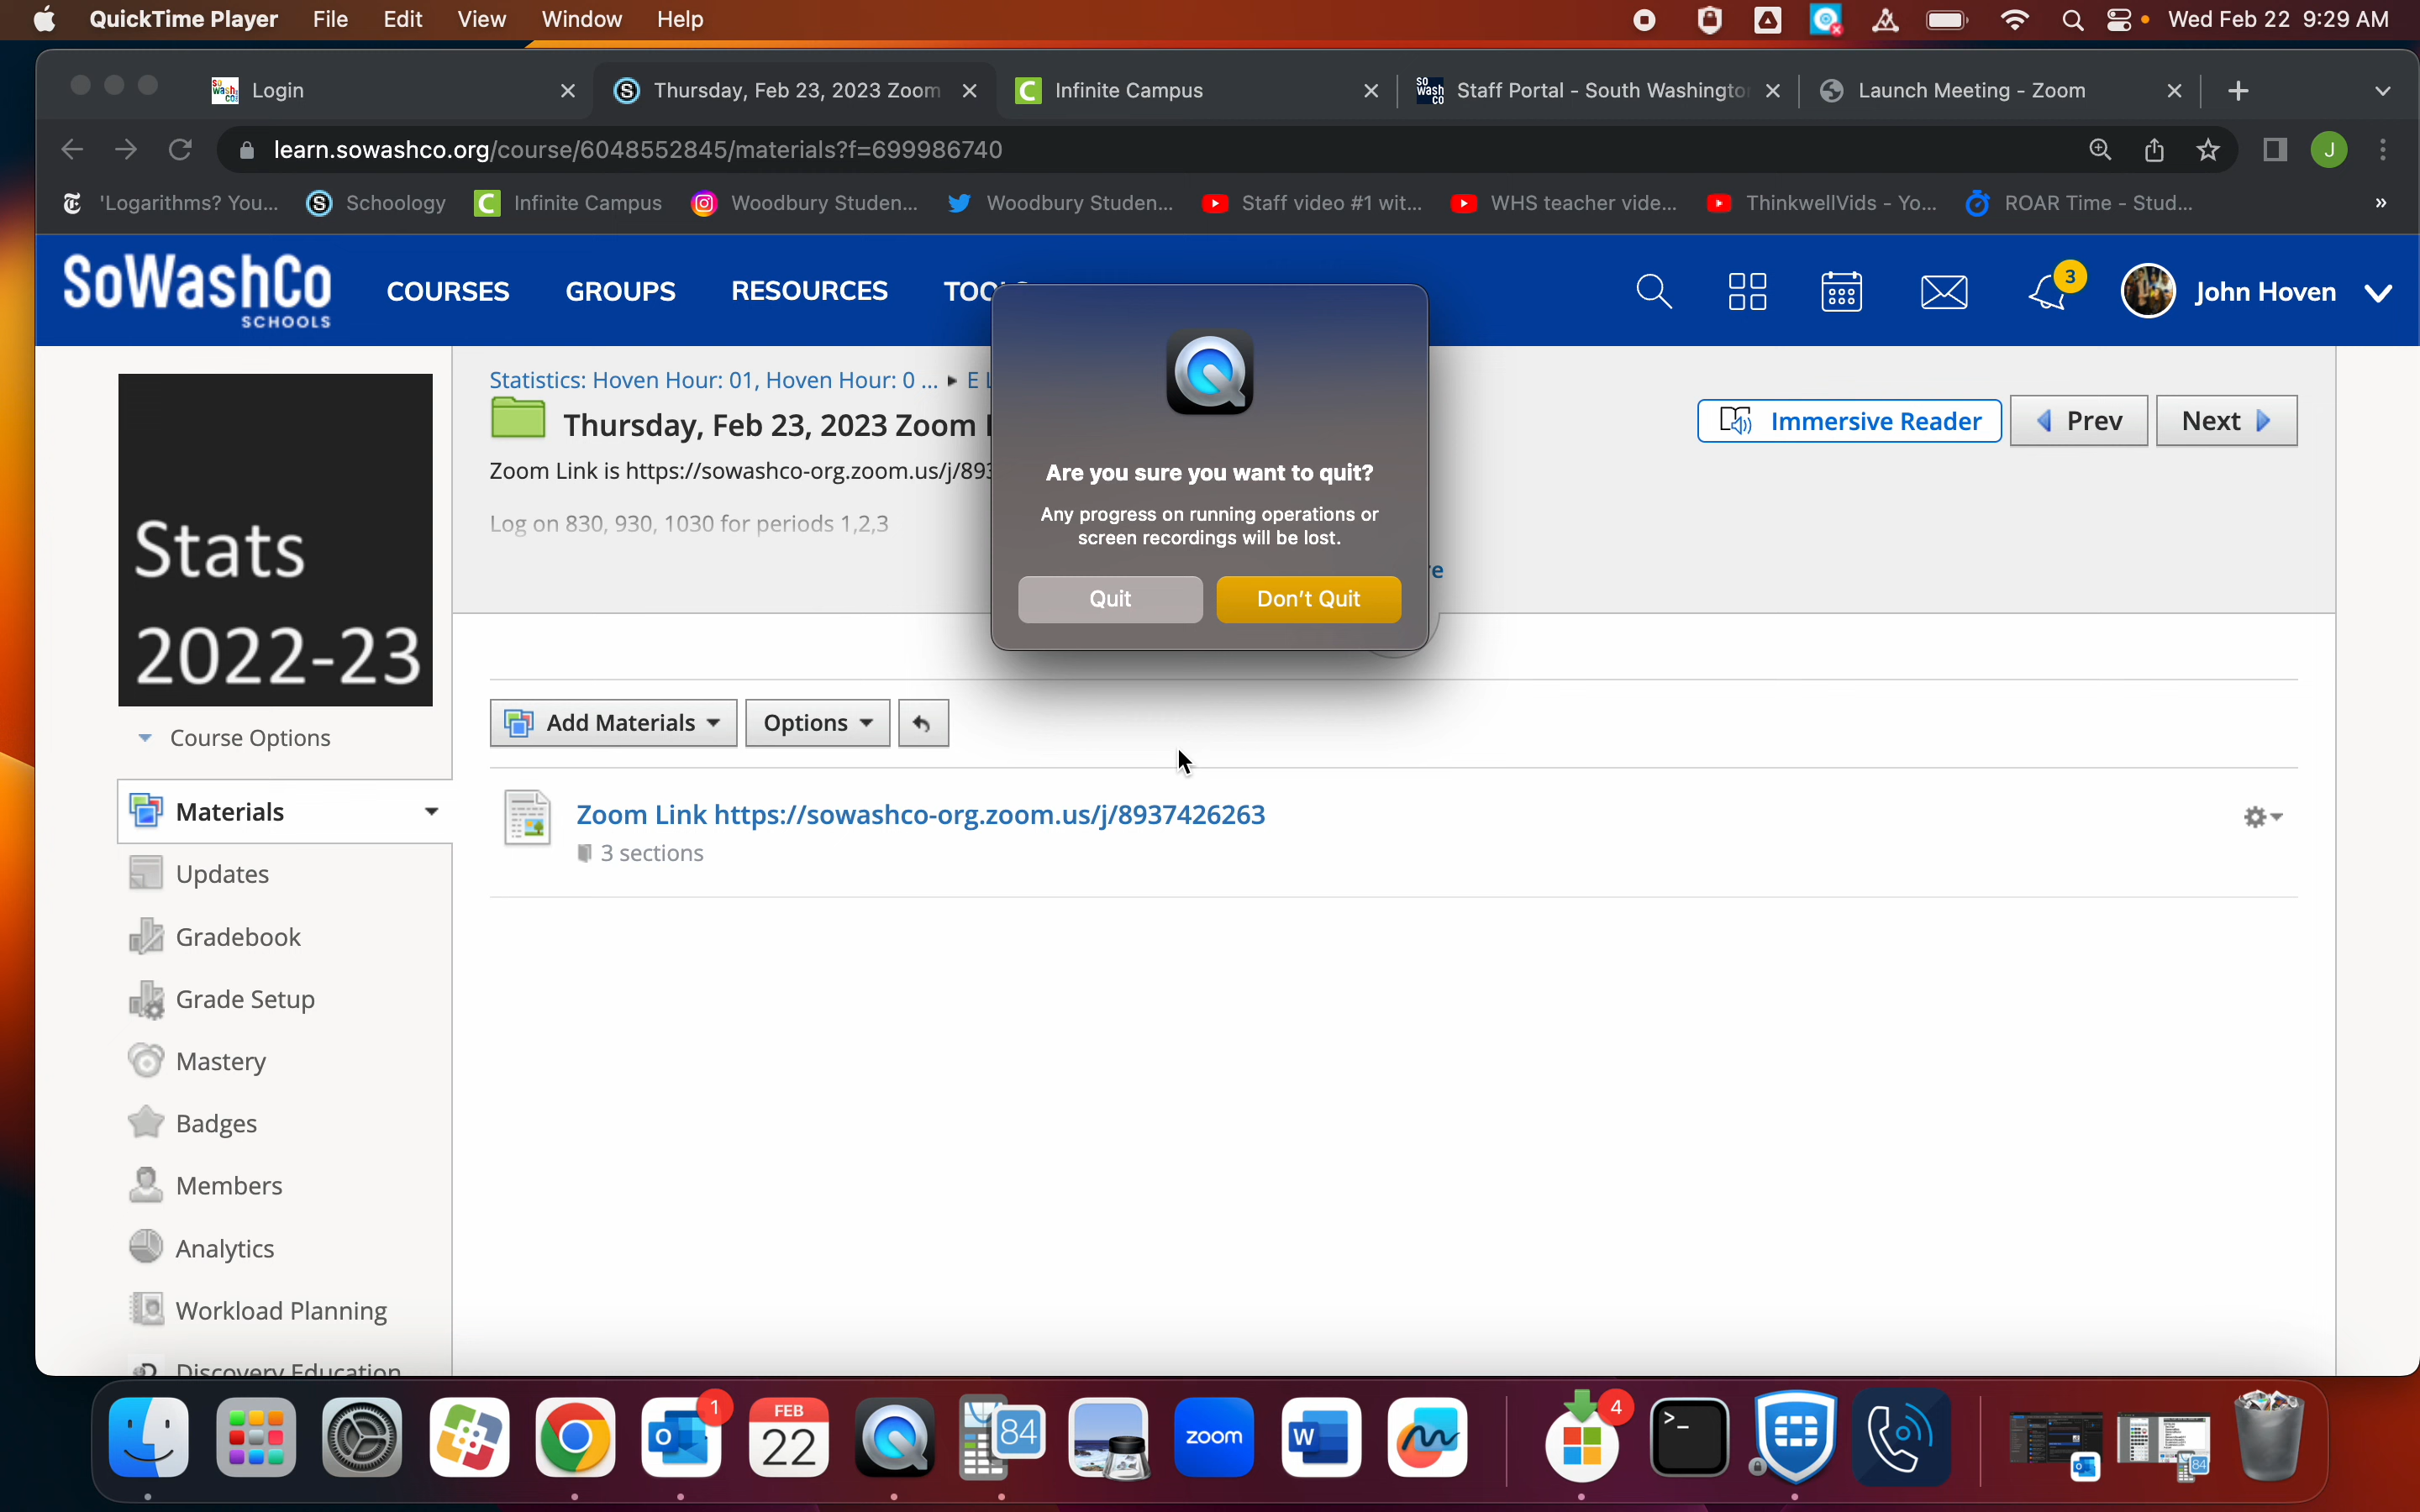 QuickTime Player File Edit View Window Help Wed Feb 22 9:29 AM
Login Thursday, Feb 23, 2023 Zoom Infinite Campus Staff Portal - South Washingto Launch Meeting - Zoom
learn.sowashco.org/course/6048552845/materials?f=699986740 J
'Logarithms? You... Schoology Infinite Campus Woodbury Studen... Woodbury Studen... Staff video #1 wit... WHS teacher vide... ThinkwellVids - Yo... ROAR Time - Stud... »
SoWashCo
SCHOOLS
COURSES GROUPS RESOURCES 3 John Hoven
Statistics: Hoven Hour: 01, Hoven Hour: 0 ...
Thursday, Feb 23, 2023 Zoom
Immersive Reader Prev Next
Zoom Link is https://sowashco-org.zoom.us/j/893
Log on 830, 930, 1030 for periods 1,2,3
Are you sure you want to quit?
Any progress on running operations or
screen recordings will be lost.
Quit Don't Quit
Stats
2022-23
Course Options
Add Materials Options
Materials
Updates
Gradebook
Grade Setup
Mastery
Badges
Members
Analytics
Workload Planning
Discovery Education
Zoom Link https://sowashco-org.zoom.us/j/8937426263
3 sections
1 FEB 22 84 zoom W 4